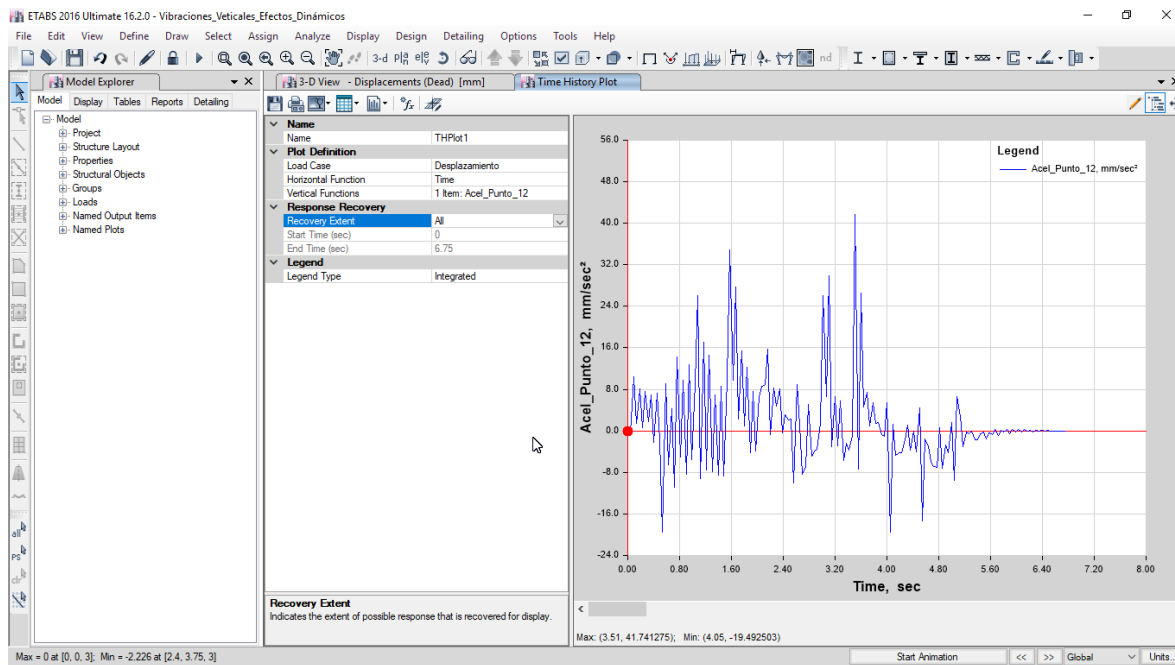 ETABS 2016 Ultimate 16.2.0 - Vibraciones_Veticales_Efectos_Dinámicos
File Edit View Define Draw Select Assign Analyze Display Design Detailing Options Tools Help
3-d
nd
Model Explorer
3-D View - Displacements (Dead) [mm]
Time History Plot
Model Display Tables Reports Detailing
Model
Project
Structure Layout
Properties
Structural Objects
Groups
Loads
Named Output Items
Named Plots
all
PS
clr
Name
Name THPlot1
Plot Definition
Load Case Desplazamiento
Horizontal Function Time
Vertical Functions 1 Item: Acel_Punto_12
Response Recovery
Recovery Extent All
Start Time (sec) 0
End Time (sec) 6.75
Legend
Legend Type Integrated
Recovery Extent
Indicates the extent of possible response that is recovered for display.
Legend
Acel_Punto_12, mm/sec²
Acel_Punto_12, mm/sec²
56.0
48.0
40.0
32.0
24.0
16.0
8.0
0.0
-8.0
-16.0
-24.0
0.00 0.80 1.60 2.40 3.20 4.00 4.80 5.60 6.40 7.20 8.00
Time, sec
Max: (3.51, 41.741275); Min: (4.05, -19.492503)
Max = 0 at [0, 0, 3]; Min = -2.226 at [2.4, 3.75, 3]
Start Animation << >> Global Units...